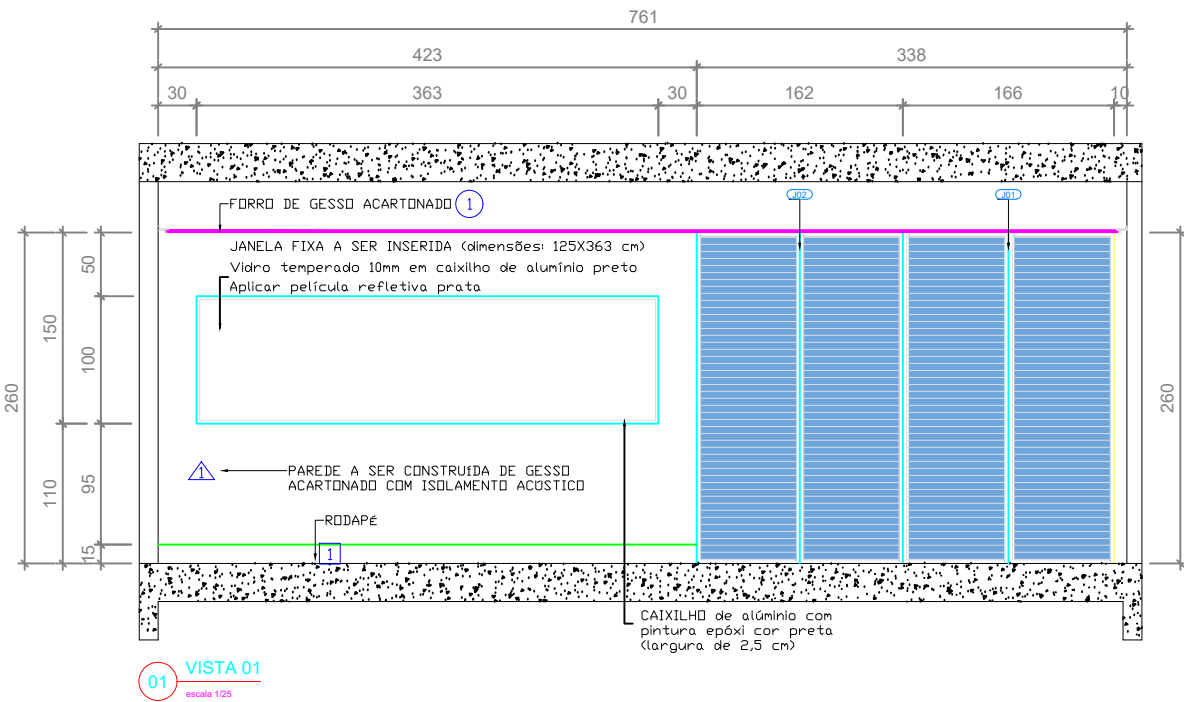 761
423
338
30
363
30
162
166
10
J02
J01
FORRO DE GESSO ACARTONADO 1
JANELA FIXA A SER INSERIDA (dimensões: 125X363 cm)
Vidro temperado 10mm em caixilho de alumínio preto
Aplicar película refletiva prata
50
150
100
260
260
1
PAREDE A SER CONSTRUíDA DE GESSO
ACARTONADO COM ISOLAMENTO ACÚSTICO
95
110
RODAPé
15
1
CAIXILHO de alúminio com
pintura epóxi cor preta
(largura de 2,5 cm)
01
VISTA 01
escala 1/25